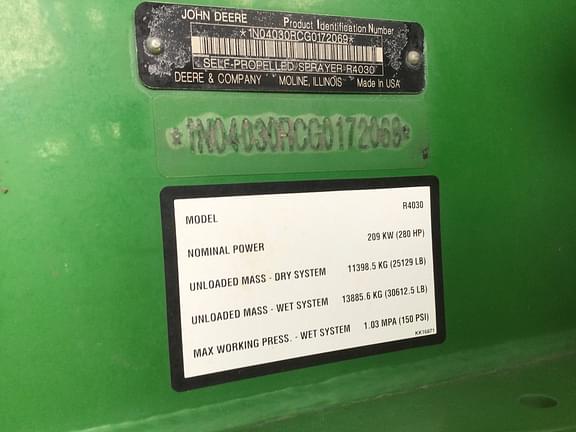 JOHN DEERE Product Identification Number
*1N04030RCG0172069*
SELF-PROPELLED/SPRAYER-R4030
DEERE & COMPANY MOLINE, ILLINOIS Made in USA
*1N04030RCG0172069*
MODEL R4030
NOMINAL POWER 209 KW (280 HP)
UNLOADED MASS - DRY SYSTEM 11398.5 KG (25129 LB)
UNLOADED MASS - WET SYSTEM 13885.6 KG (30612.5 LB)
MAX WORKING PRESS. - WET SYSTEM 1.03 MPA (150 PSI)
KK16871